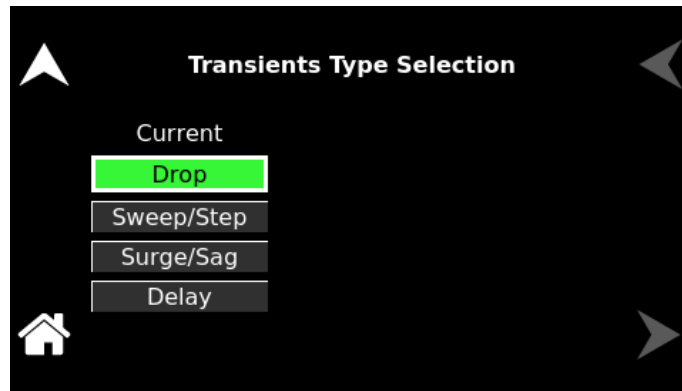 Transients Type Selection
Current
Drop
Sweep/Step
Surge/Sag
Delay